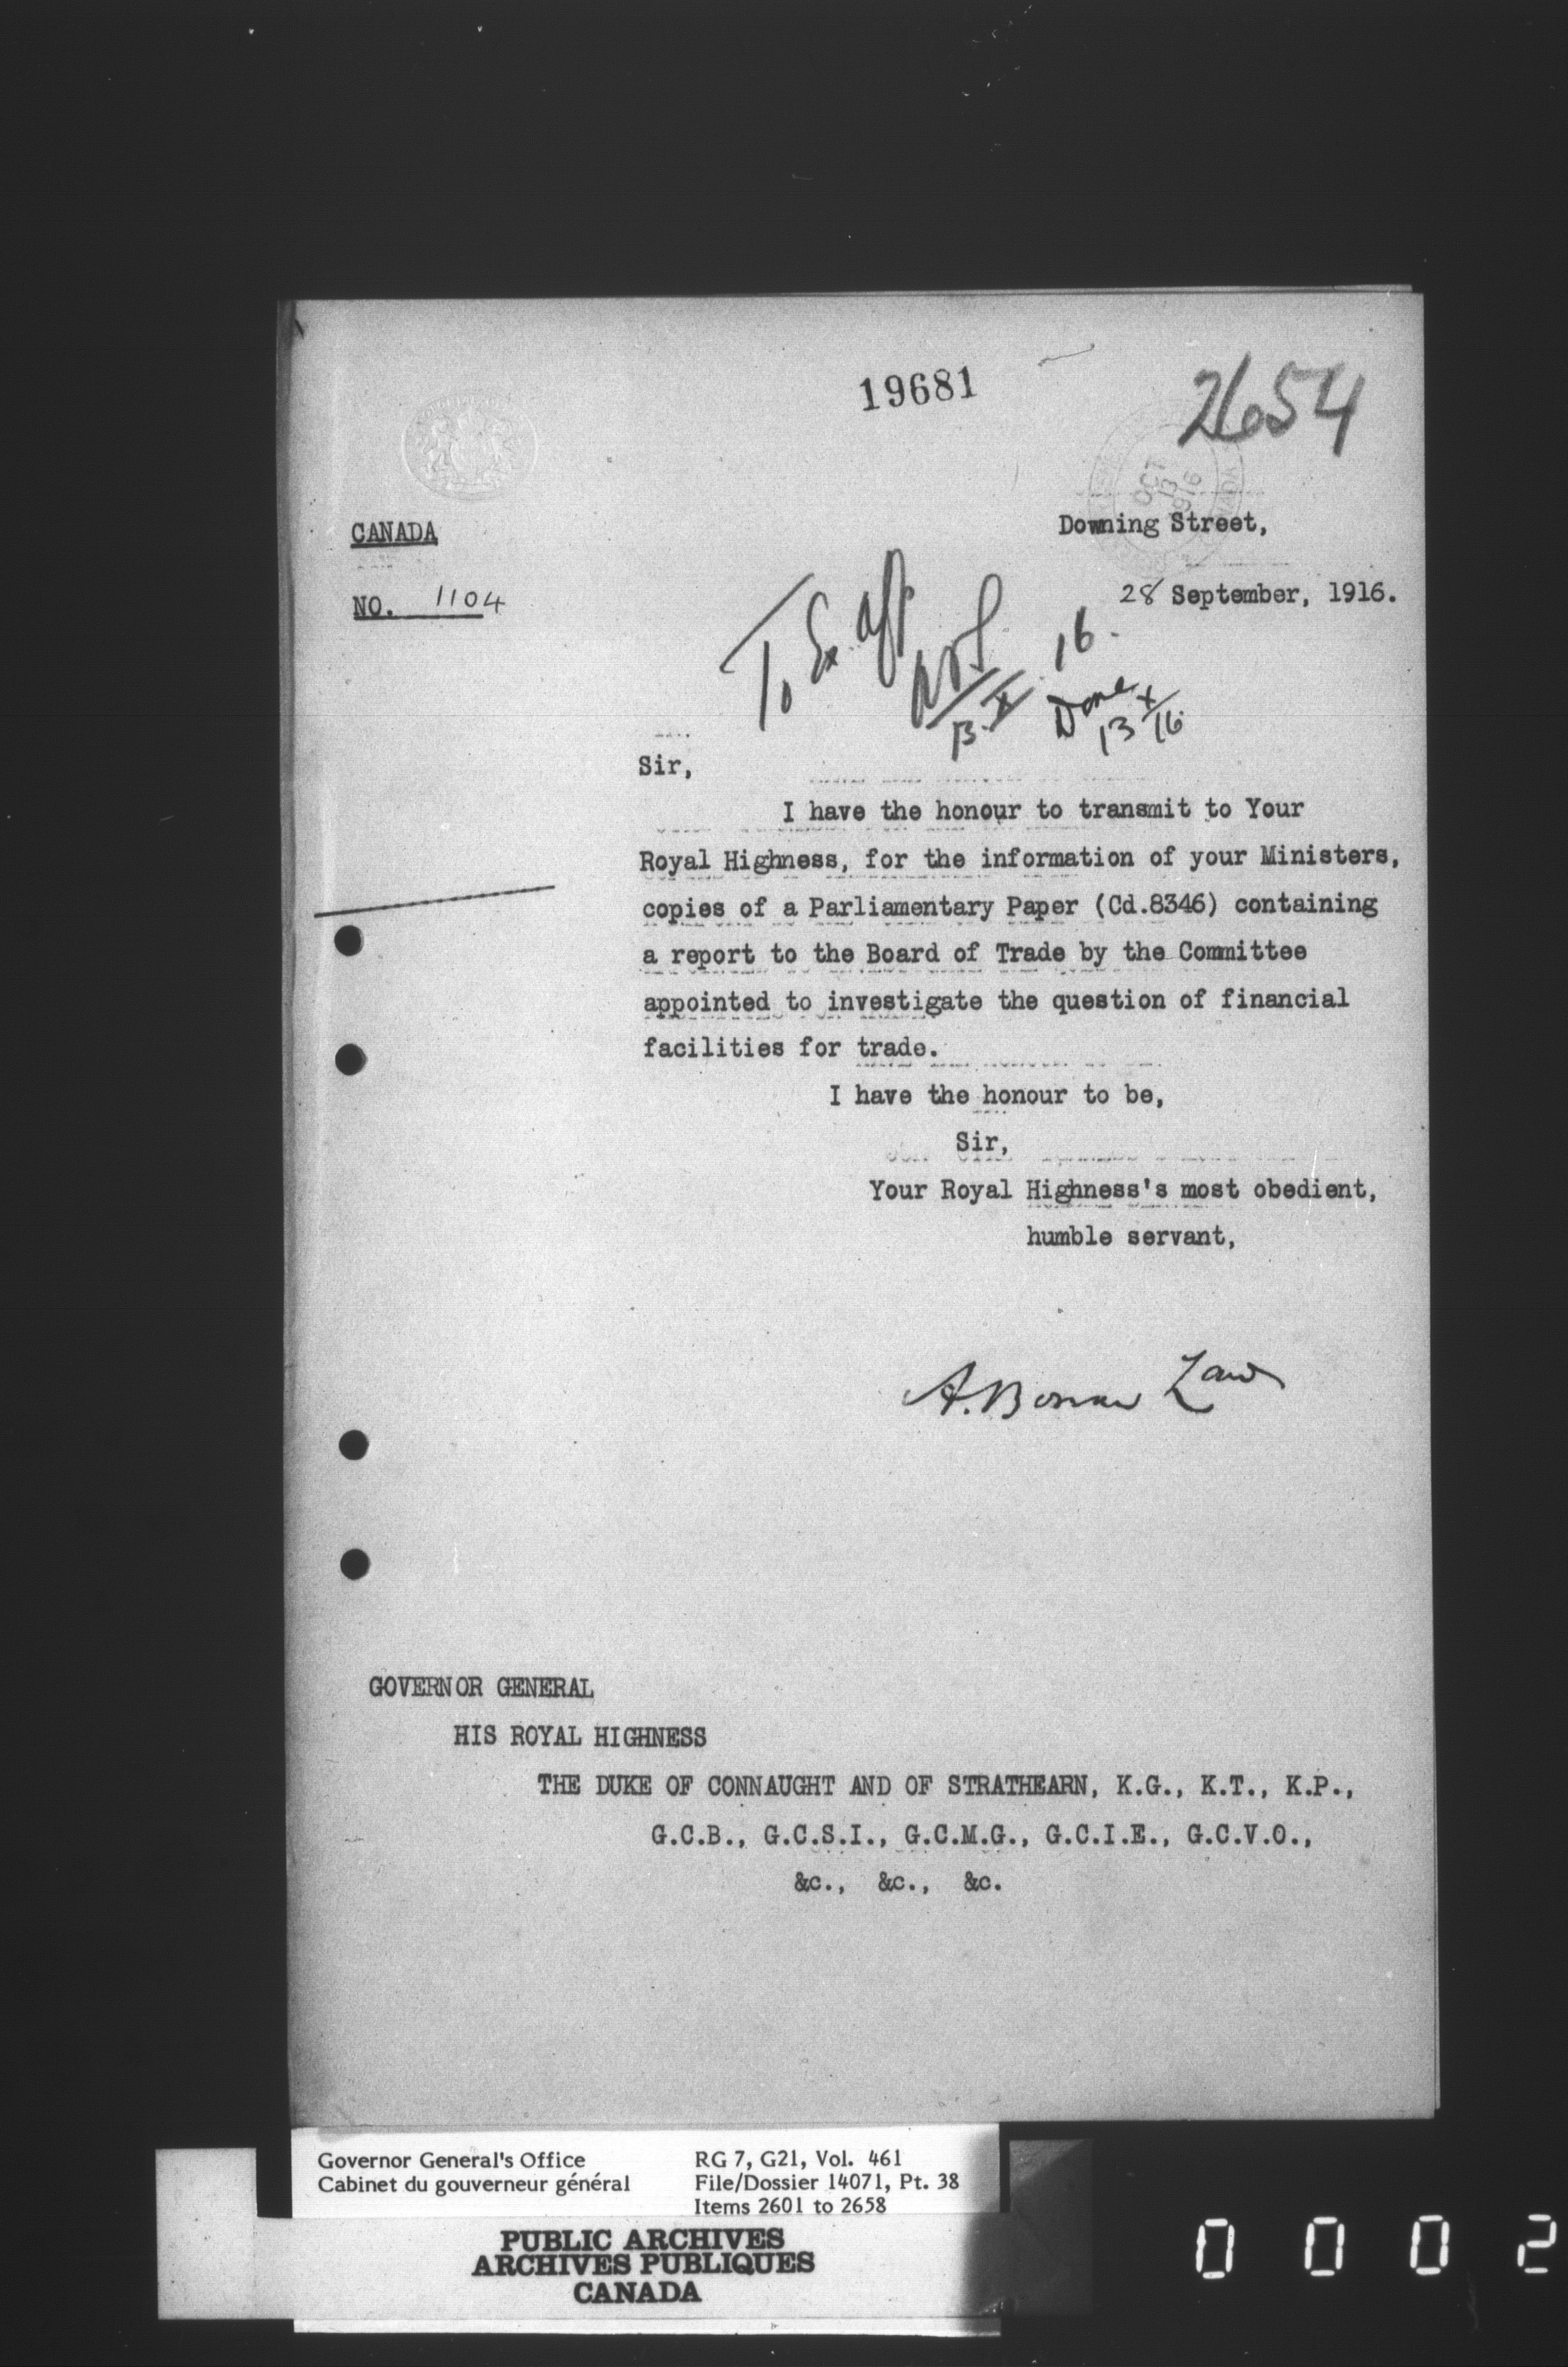 19681
2654
OCT
13
1916
CANADA
Downing Street,
NO. 1104
28 September, 1916.
To Ex. Aff.
13.X.16.
Done
13 X/16.
Sir,
I have the honour to transmit to Your
Royal Highness, for the information of your Ministers,
copies of a Parliamentary Paper (Cd.8346) containing
a report to the Board of Trade by the Committee
appointed to investigate the question of financial
facilities for trade.
I have the honour to be,
Sir,
Your Royal Highness's most obedient,
humble servant,
A. Bonar Law
GOVERNOR GENERAL
HIS ROYAL HIGHNESS
THE DUKE OF CONNAUGHT AND OF STRATHEARN, K.G., K.T., K.P.,
G.C.B., G.C.S.I., G.C.M.G., G.C.I.E., G.C.V.O.,
&c., &c., &c.
Governor General's Office
Cabinet du gouverneur général
RG 7, G21, Vol. 461
File/Dossier 14071, Pt. 38
Items 2601 to 2658
PUBLIC ARCHIVES
ARCHIVES PUBLIQUES
CANADA
0002